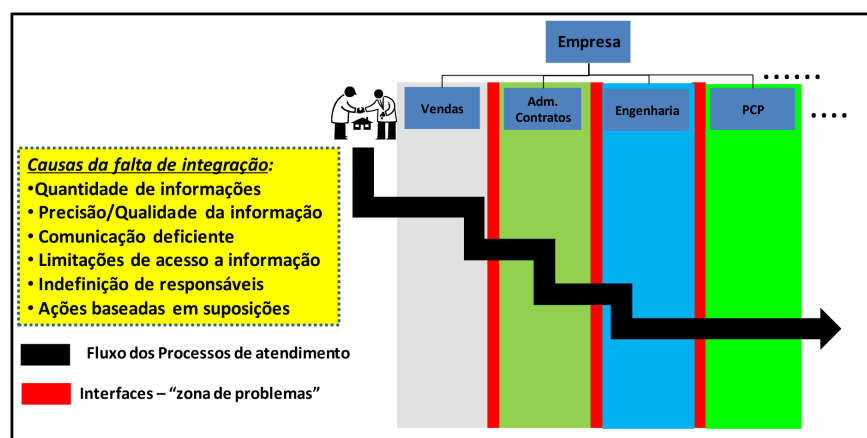 Empresa
Vendas
Adm.
Contratos
Engenharia
PCP
Causas da falta de integração:
•Quantidade de informações
• Precisão/Qualidade da informação
• Comunicação deficiente
• Limitações de acesso a informação
• Indefinição de responsáveis
• Ações baseadas em suposições
Fluxo dos Processos de atendimento
Interfaces – “zona de problemas”